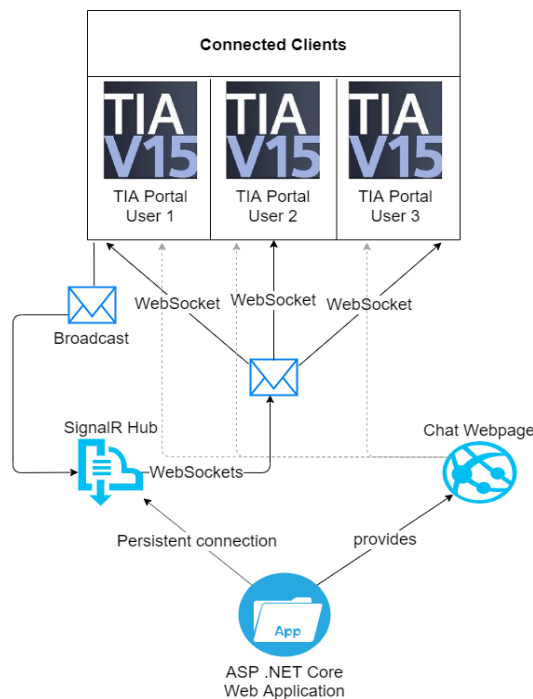 Connected Clients
TIA
V15
TIA
V15
TIA
V15
TIA Portal
User 1
TIA Portal
User 2
TIA Portal
User 3
WebSocket
WebSocket
WebSocket
Broadcast
SignalR Hub
Chat Webpage
WebSockets
Persistent connection
provides
App
ASP .NET Core
Web Application